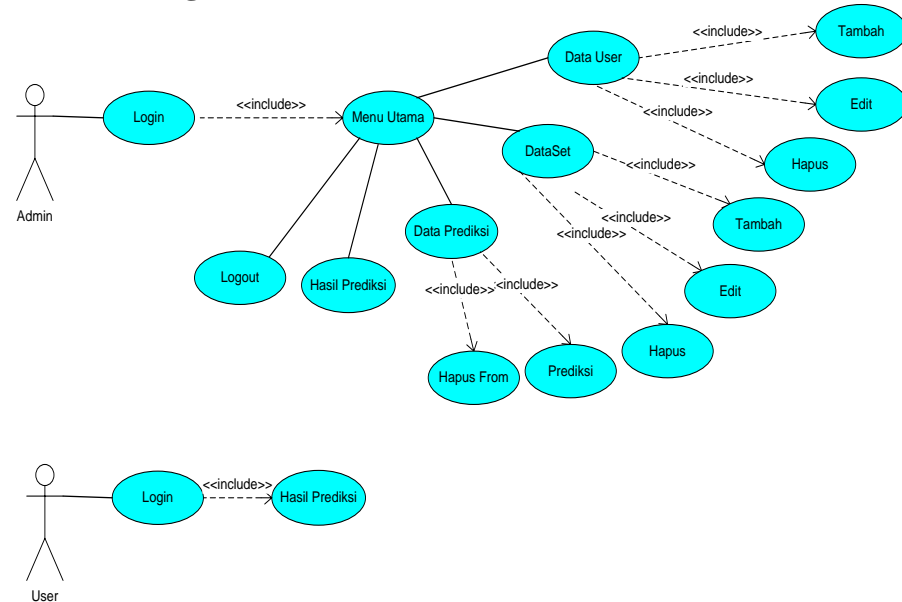 <<include>>
Tambah
Data User
<<include>>
Edit
<<include>>
Login
Menu Utama
<<include>>
DataSet
Hapus
<<include>>
Admin
<<include>>
Tambah
Data Prediksi
<<include>>
Logout
Hasil Prediksi
<<include>>
<<include>>
Edit
Hapus
Hapus From
Prediksi
<<include>>
Login
Hasil Prediksi
User